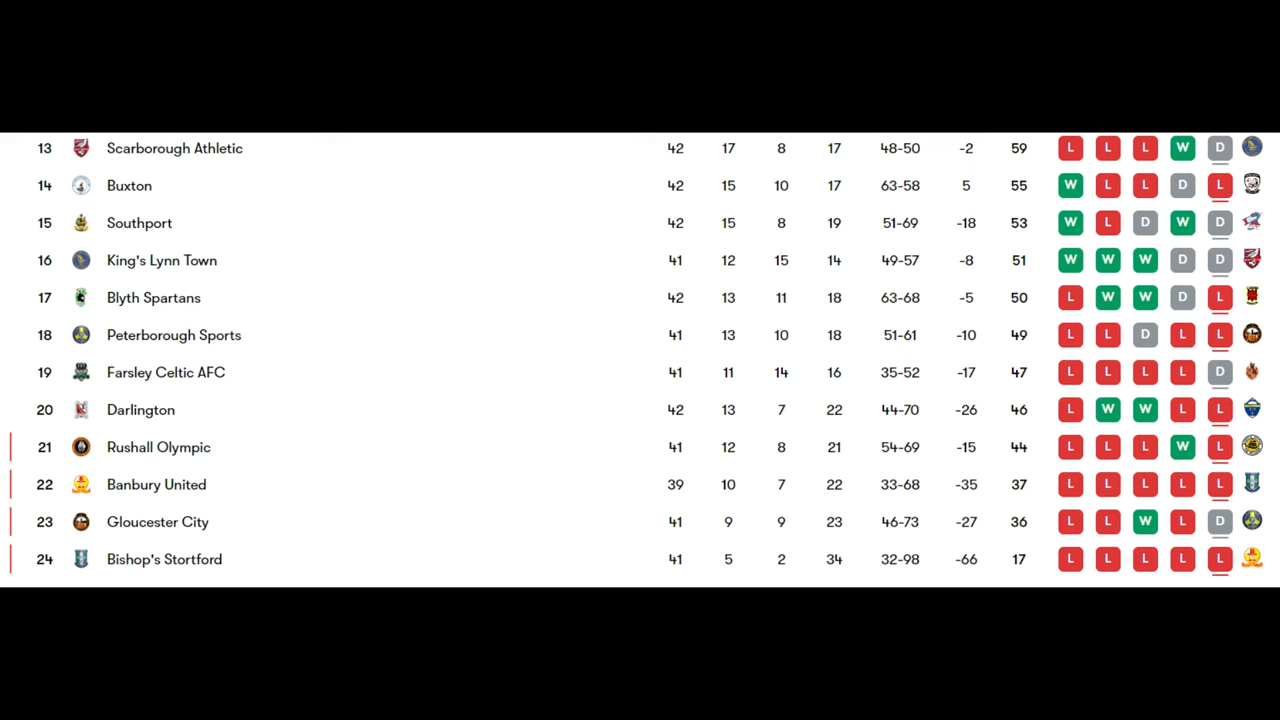 13 Scarborough Athletic 42 17 8 17 48-50 -2 59 L L L W D
14 Buxton 42 15 10 17 63-58 5 55 W L L D L
15 Southport 42 15 8 19 51-69 -18 53 W L D W D
16 King's Lynn Town 41 12 15 14 49-57 -8 51 W W W D D
17 Blyth Spartans 42 13 11 18 63-68 -5 50 L W W D L
18 Peterborough Sports 41 13 10 18 51-61 -10 49 L L D L L
19 Farsley Celtic AFC 41 11 14 16 35-52 -17 47 L L L L D
20 Darlington 42 13 7 22 44-70 -26 46 L W W L L
21 Rushall Olympic 41 12 8 21 54-69 -15 44 L L L W L
22 Banbury United 39 10 7 22 33-68 -35 37 L L L L L
23 Gloucester City 41 9 9 23 46-73 -27 36 L L W L D
24 Bishop's Stortford 41 5 2 34 32-98 -66 17 L L L L L